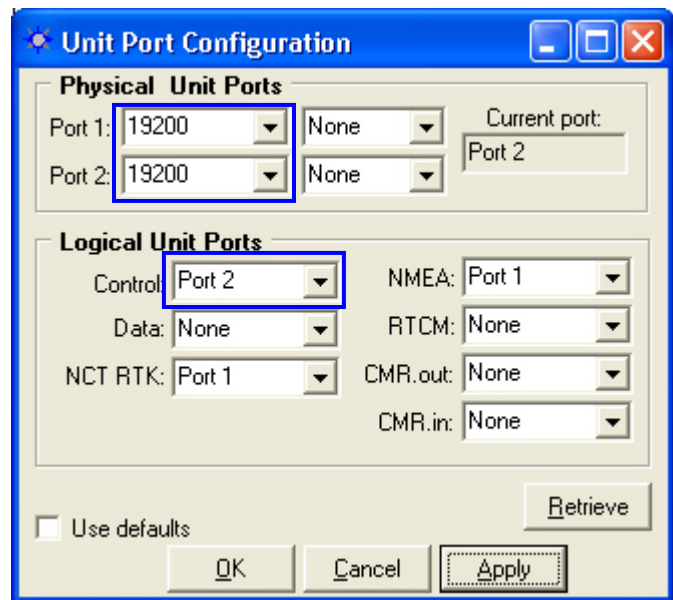 Unit Port Configuration
Physical Unit Ports
Port 1: 19200 None Current port:
Port 2: 19200 None Port 2
Logical Unit Ports
Control: Port 2 NMEA: Port 1
Data: None RTCM: None
NCT RTK: Port 1 CMR.out: None
CMR.in: None
Retrieve
Use defaults
OK Cancel Apply